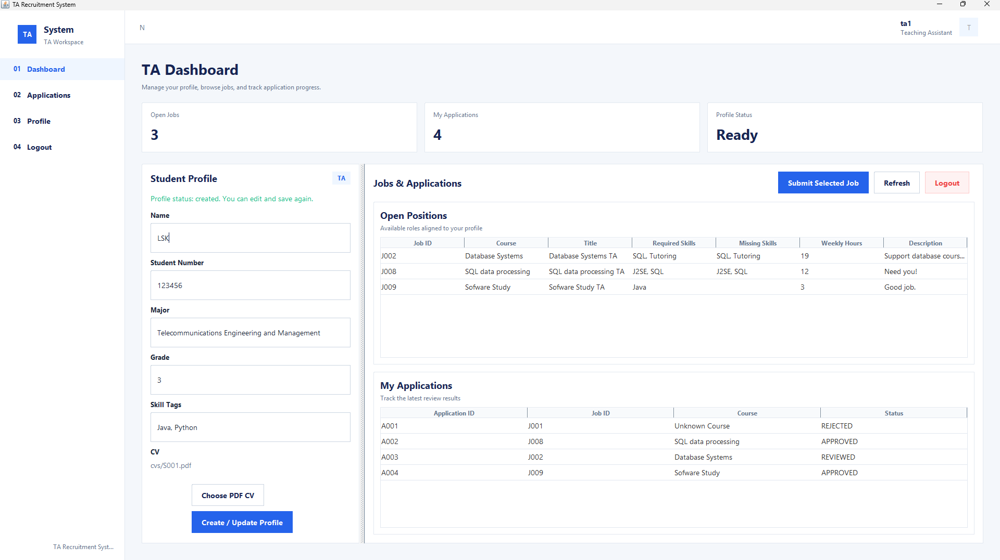 TA Recruitment System
TA
System
TA Workspace
01 Dashboard
02 Applications
03 Profile
04 Logout
TA Recruitment Syst...
N
ta1
Teaching Assistant
T
TA Dashboard
Manage your profile, browse jobs, and track application progress.
Open Jobs
3
My Applications
4
Profile Status
Ready
Student Profile
TA
Profile status: created. You can edit and save again.
Name
LSK
Student Number
123456
Major
Telecommunications Engineering and Management
Grade
3
Skill Tags
Java, Python
CV
cvs/S001.pdf
Choose PDF CV
Create / Update Profile
Jobs & Applications
Submit Selected Job
Refresh
Logout
Open Positions
Available roles aligned to your profile
Job ID Course Title Required Skills Missing Skills Weekly Hours Description
J002 Database Systems Database Systems TA SQL, Tutoring SQL, Tutoring 19 Support database cours...
J008 SQL data processing SQL data processing TA J2SE, SQL J2SE, SQL 12 Need you!
J009 Sofware Study Sofware Study TA Java 3 Good job.
My Applications
Track the latest review results
Application ID Job ID Course Status
A001 J001 Unknown Course REJECTED
A002 J008 SQL data processing APPROVED
A003 J002 Database Systems REVIEWED
A004 J009 Sofware Study APPROVED